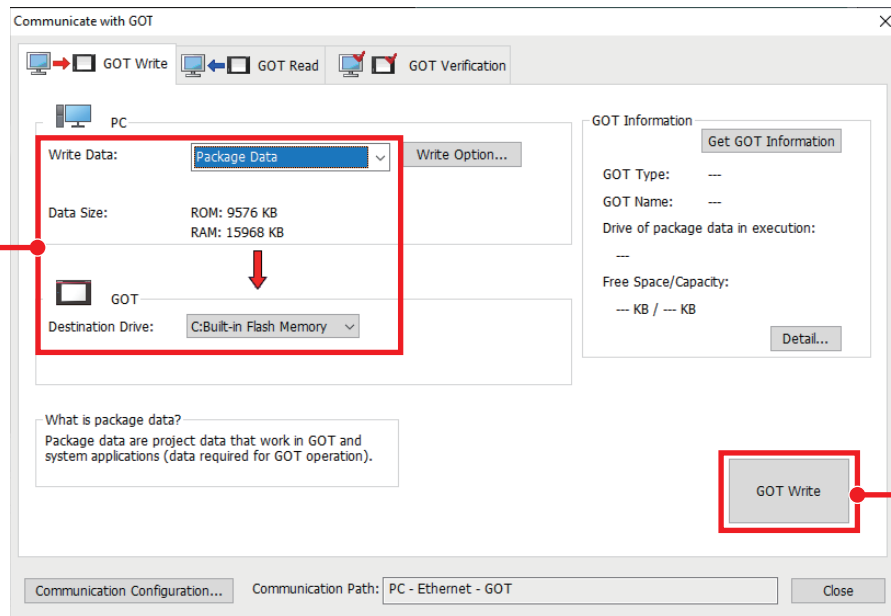 Communicate with GOT
GOT Write
GOT Read
GOT Verification
PC
Write Data:
Package Data
Write Option...
Data Size:
ROM: 9576 KB
RAM: 15968 KB
GOT
Destination Drive:
C:Built-in Flash Memory
GOT Information
Get GOT Information
GOT Type:
---
GOT Name:
---
Drive of package data in execution:
---
Free Space/Capacity:
--- KB / --- KB
Detail...
What is package data?
Package data are project data that work in GOT and
system applications (data required for GOT operation).
GOT Write
Communication Configuration...
Communication Path:
PC - Ethernet - GOT
Close